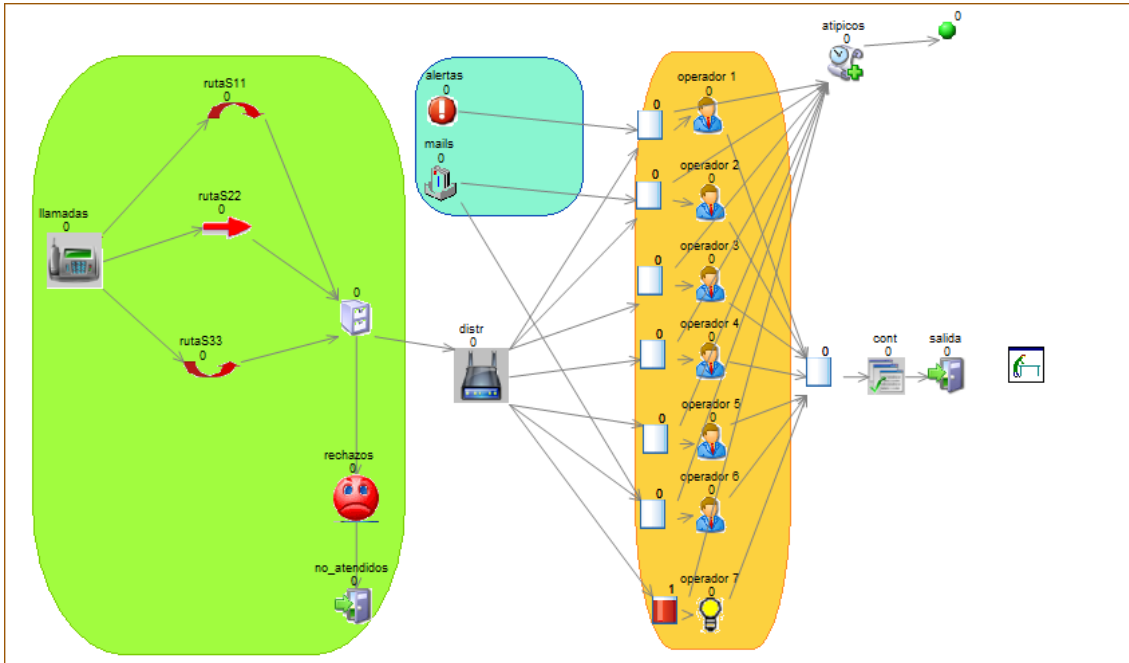 llamadas
0
rutaS11
0
rutaS22
0
rutaS33
0
0
rechazos
0
no_atendidos
0
alertas
0
mails
0
distr
0
0
operador 1
0
0
operador 2
0
0
operador 3
0
0
operador 4
0
0
operador 5
0
0
operador 6
0
1
operador 7
0
atipicos
0
0
0
cont
0
salida
0